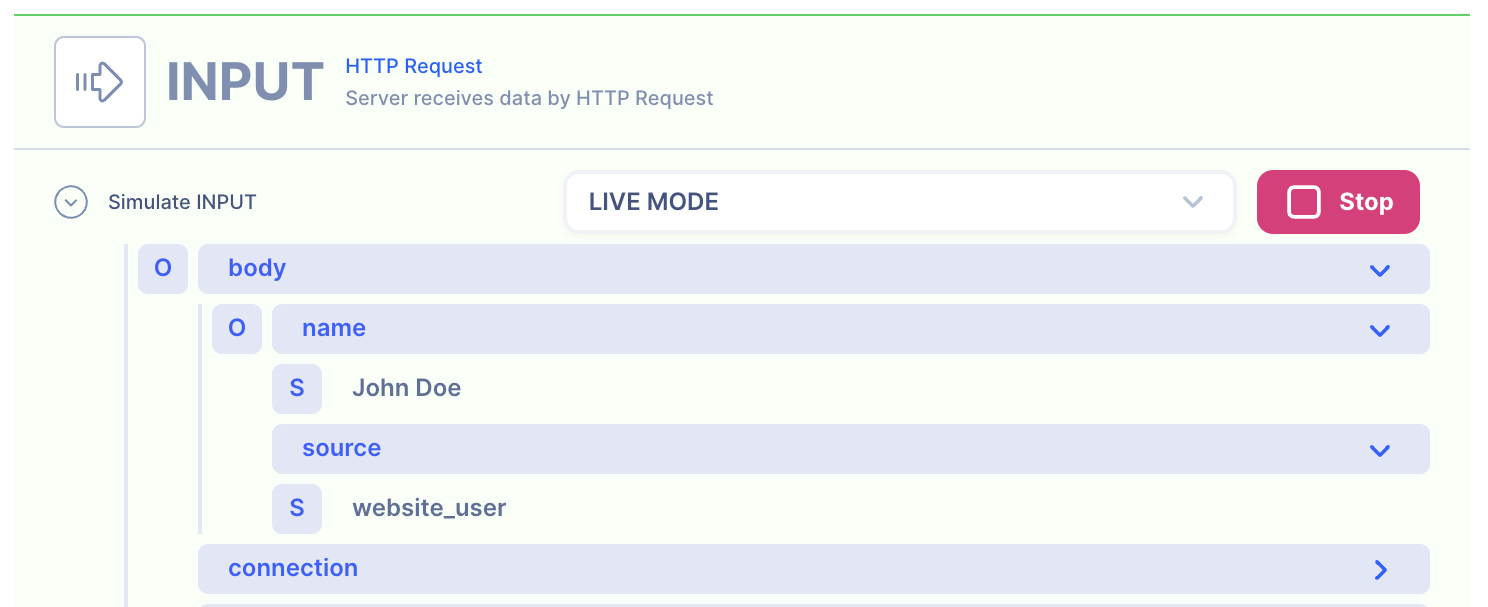 INPUT
HTTP Request
Server receives data by HTTP Request
Simulate INPUT
LIVE MODE
Stop
O body
O name
S John Doe
source
S website_user
connection